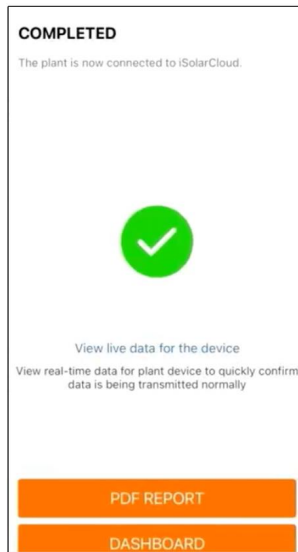 COMPLETED
The plant is now connected to iSolarCloud.
View live data for the device
View real-time data for plant device to quickly confirm
data is being transmitted normally
PDF REPORT
DASHBOARD